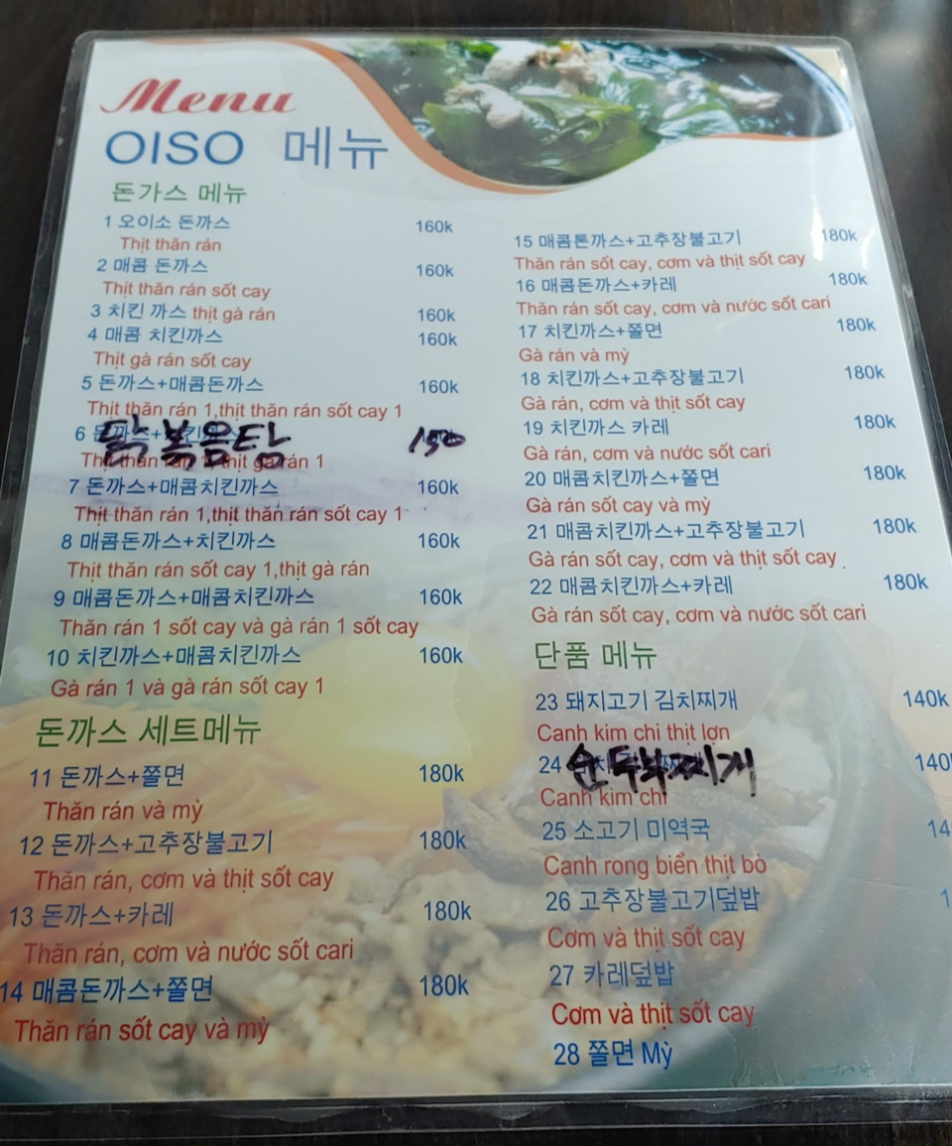 Menu
OISO 메뉴
돈가스 메뉴
1 오이소 돈까스 160k
Thịt thăn rán
2 매콤 돈까스 160k
Thịt thăn rán sốt cay
3 치킨 까스 thịt gà rán 160k
4 매콤 치킨까스 160k
Thịt gà rán sốt cay
5 돈까스+매콤돈까스 160k
Thịt thăn rán 1,thịt thăn rán sốt cay 1
6 닭볶음탕 150
7 돈까스+매콤치킨까스 160k
Thịt thăn rán 1,thịt thăn rán sốt cay 1
8 매콤돈까스+치킨까스 160k
Thịt thăn rán sốt cay 1,thịt gà rán
9 매콤돈까스+매콤치킨까스 160k
Thăn rán 1 sốt cay và gà rán 1 sốt cay
10 치킨까스+매콤치킨까스 160k
Gà rán 1 và gà rán sốt cay 1
돈까스 세트메뉴
11 돈까스+쫄면 180k
Thăn rán và mỳ
12 돈까스+고추장불고기 180k
Thăn rán, cơm và thịt sốt cay
13 돈까스+카레 180k
Thăn rán, cơm và nước sốt cari
14 매콤돈까스+쫄면 180k
Thăn rán sốt cay và mỳ
15 매콤톤까스+고추장불고기 180k
Thăn rán sốt cay, cơm và thịt sốt cay
16 매콤돈까스+카레 180k
Thăn rán sốt cay, cơm và nước sốt cari
17 치킨까스+쫄면 180k
Gà rán và mỳ
18 치킨까스+고추장불고기 180k
Gà rán, cơm và thịt sốt cay
19 치킨까스 카레 180k
Gà rán, cơm và nước sốt cari
20 매콤치킨까스+쫄면 180k
Gà rán sốt cay và mỳ
21 매콤치킨까스+고추장불고기 180k
Gà rán sốt cay, cơm và thịt sốt cay .
22 매콤치킨까스+카레 180k
Gà rán sốt cay, cơm và nước sốt cari
단품 메뉴
23 돼지고기 김치찌개 140k
Canh kim chi thịt lợn
24 순두부찌개 140
Canh kim chi
25 소고기 미역국 14
Canh rong biển thịt bò
26 고추장불고기덮밥 1
Cơm và thịt sốt cay
27 카레덮밥
Cơm và thịt sốt cay
28 쫄면 Mỳ